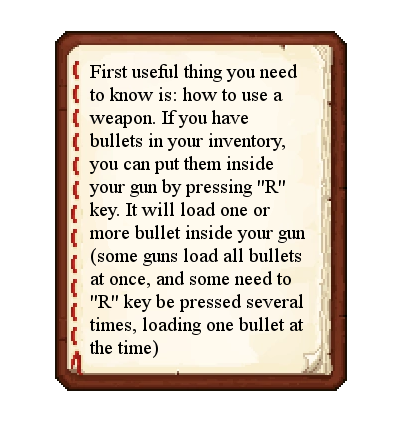 First useful thing you need
to know is: how to use a
weapon. If you have
bullets in your inventory,
you can put them inside
your gun by pressing "R"
key. It will load one or
more bullet inside your gun
(some guns load all bullets
at once, and some need to
"R" key be pressed several
times, loading one bullet at
the time)